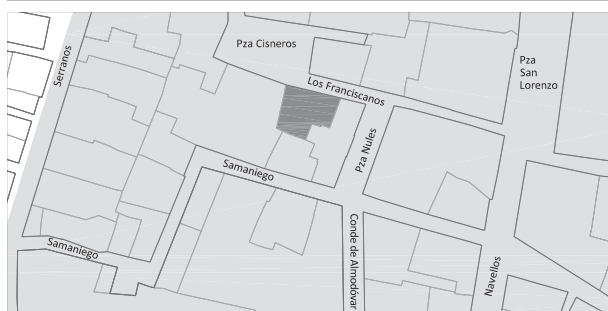 Pza Cisneros
Serranos
Pza
San
Lorenzo
Los Franciscanos
Pza Nules
Samaniego
Conde de Almodóvar
Samaniego
Navellos